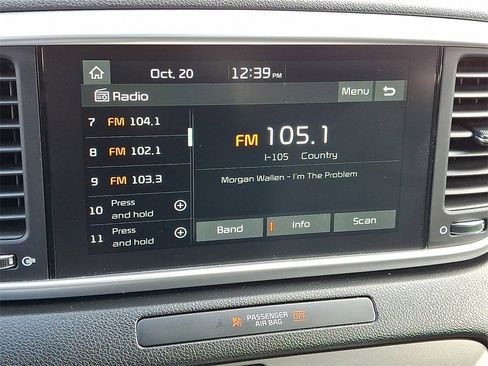 Oct. 20 12:39 PM
Radio Menu
7 FM 104.1
8 FM 102.1
9 FM 103.3
10 Press and hold
11 Press and hold
FM 105.1
I-105 Country
Morgan Wallen - I'm The Problem
Band Info Scan
PASSENGER
AIR BAG OFF